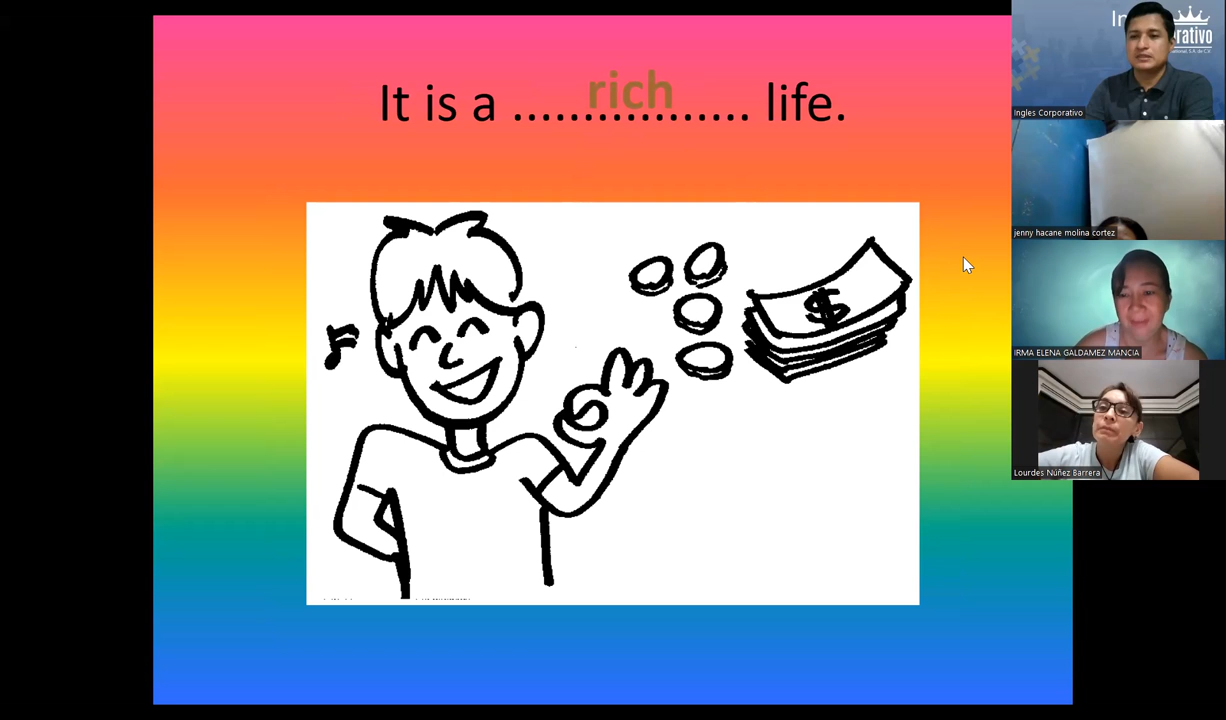 It is a ................. life.
rich
$
Ingles Corporativo
jenny hacane molina cortez
IRMA ELENA GALDAMEZ MANCIA
Lourdes Núñez Barrera